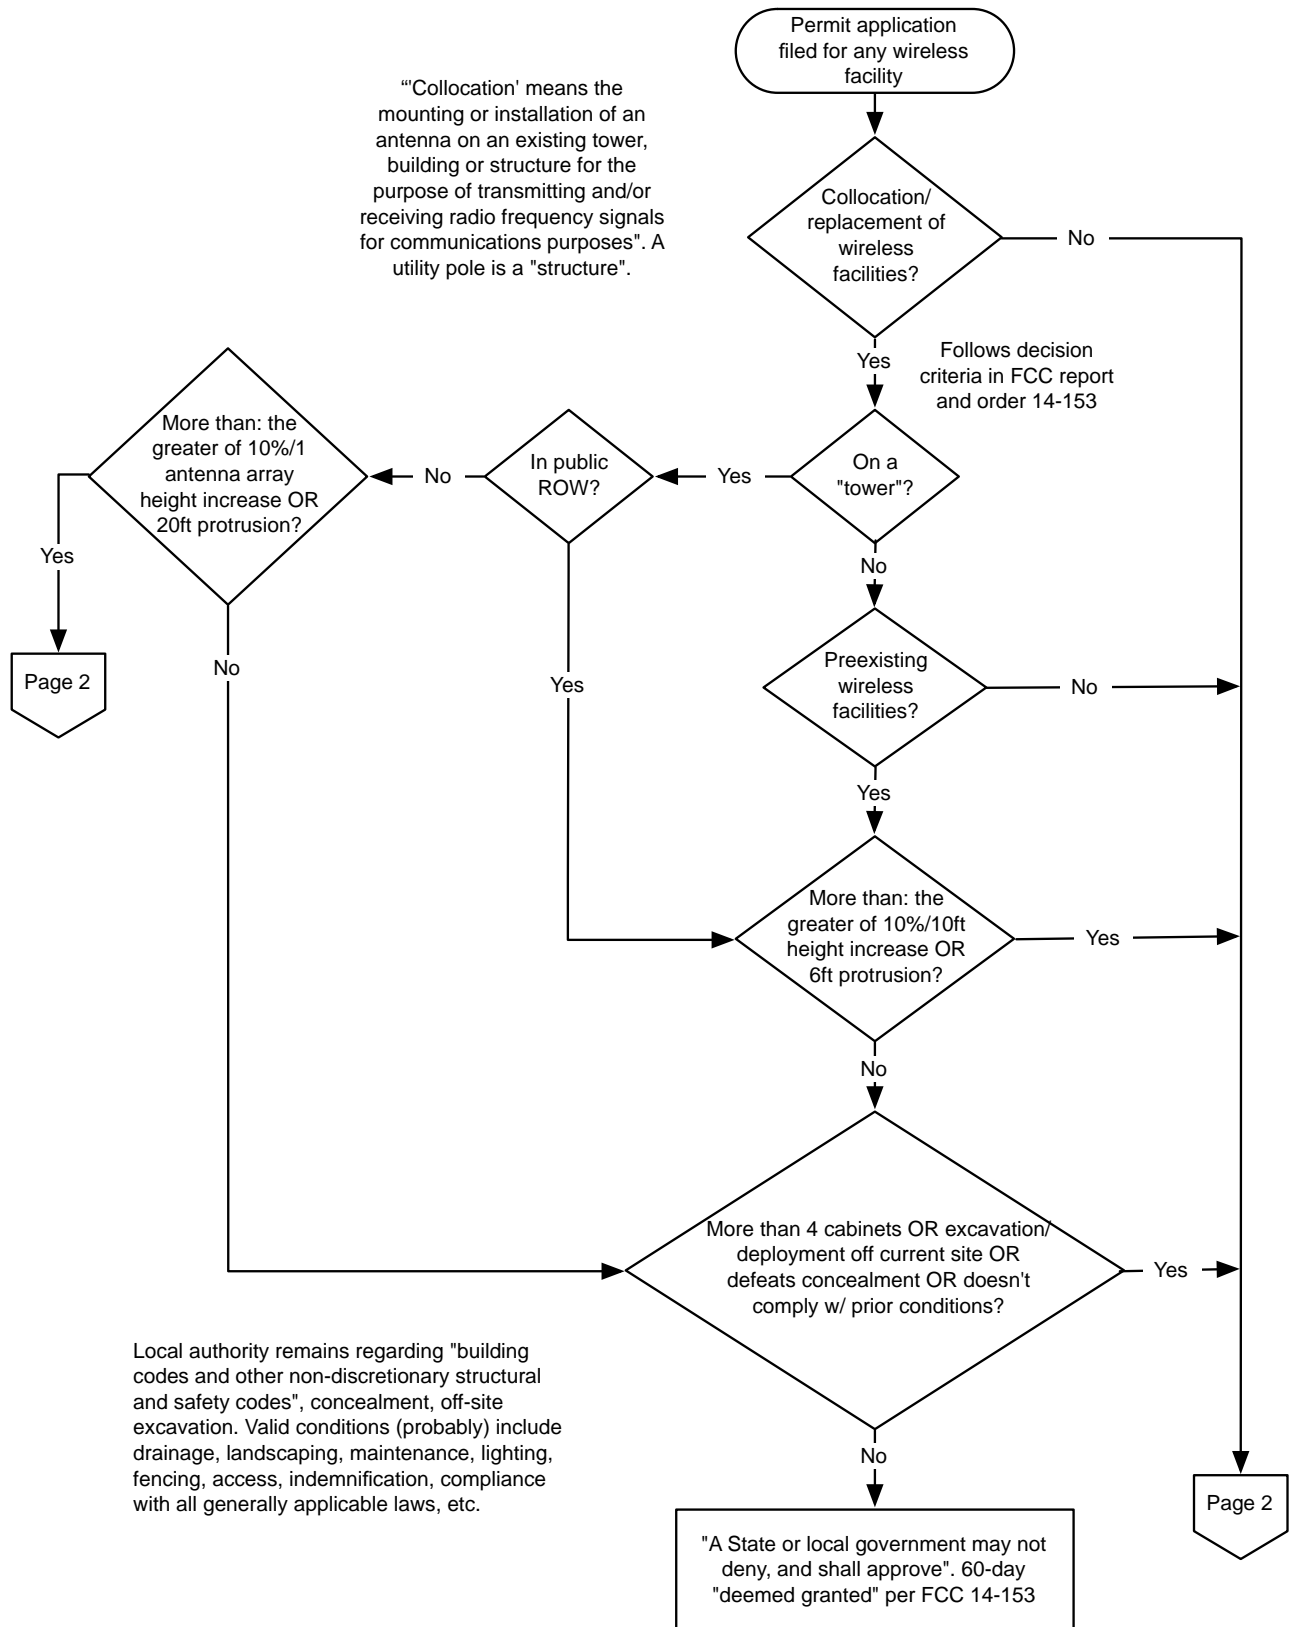 Permit application
filed for any wireless
facility
“'Collocation' means the
mounting or installation of an
antenna on an existing tower,
building or structure for the
purpose of transmitting and/or
receiving radio frequency signals
for communications purposes". A
utility pole is a "structure".
Collocation/
replacement of
wireless
facilities?
No
Yes
Follows decision
criteria in FCC report
and order 14-153
More than: the
greater of 10%/1
antenna array
height increase OR
20ft protrusion?
No
In public
ROW?
Yes
On a
"tower"?
Yes
No
Page 2
No
Yes
Preexisting
wireless
facilities?
No
Yes
More than: the
greater of 10%/10ft
height increase OR
6ft protrusion?
Yes
No
More than 4 cabinets OR excavation/
deployment off current site OR
defeats concealment OR doesn't
comply w/ prior conditions?
Yes
Local authority remains regarding "building
codes and other non-discretionary structural
and safety codes", concealment, off-site
excavation. Valid conditions (probably) include
drainage, landscaping, maintenance, lighting,
fencing, access, indemnification, compliance
with all generally applicable laws, etc.
No
Page 2
"A State or local government may not
deny, and shall approve". 60-day
"deemed granted" per FCC 14-153